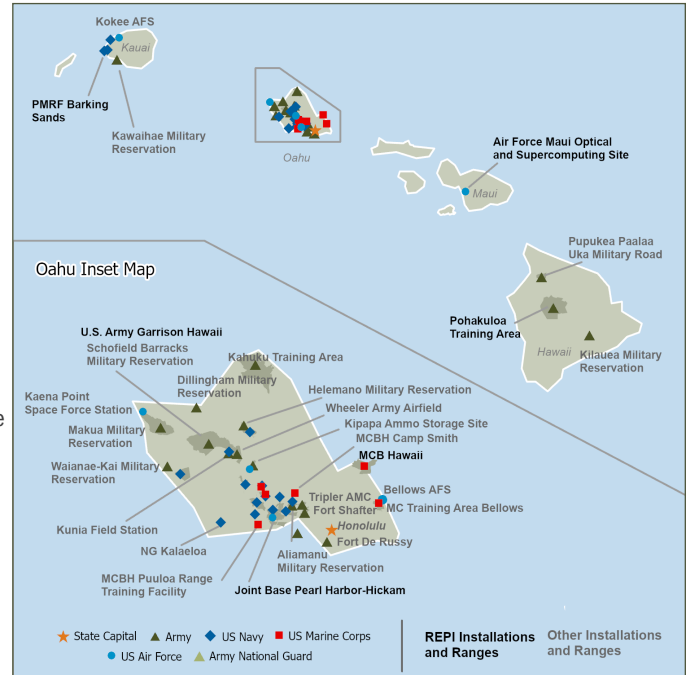 Kokee AFS
Kauai
PMRF Barking
Sands
Kawaihae Military
Reservation
Oahu
Air Force Maui Optical
and Supercomputing Site
Maui
Pupukea Paalaa
Uka Military Road
Pohakuloa
Training Area
Hawaii
Kilauea Military
Reservation
Oahu Inset Map
U.S. Army Garrison Hawaii
Schofield Barracks
Military Reservation
Kahuku Training Area
Dillingham Military
Reservation
Helemano Military Reservation
Kaena Point
Space Force Station
Wheeler Army Airfield
Kipapa Ammo Storage Site
Makua Military
Reservation
MCBH Camp Smith
MCB Hawaii
Waianae-Kai Military
Reservation
Bellows AFS
Tripler AMC
MC Training Area Bellows
Fort Shafter
Kunia Field Station
Honolulu
NG Kalaeloa
Fort De Russy
Aliamanu
Military Reservation
MCBH Puuloa Range
Training Facility
Joint Base Pearl Harbor-Hickam
State Capital
Army
US Navy
US Marine Corps
US Air Force
Army National Guard
REPI Installations
and Ranges
Other Installations
and Ranges
e